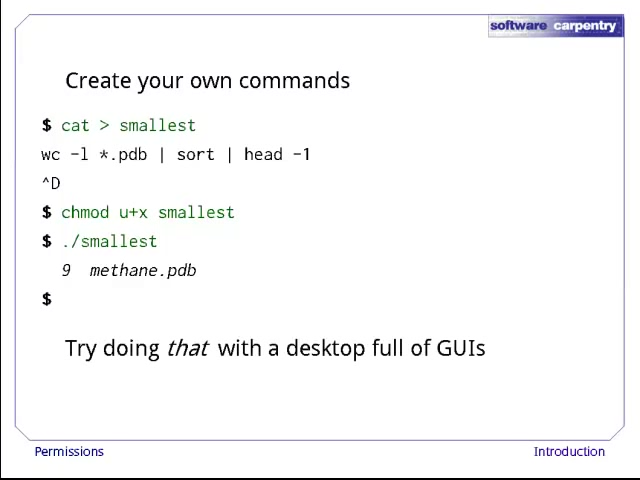 software carpentry
Create your own commands
$ cat > smallest
wc -l *.pdb | sort | head -1
^D
$ chmod u+x smallest
$ ./smallest
9 methane.pdb
$
Try doing that with a desktop full of GUIs
Permissions
Introduction